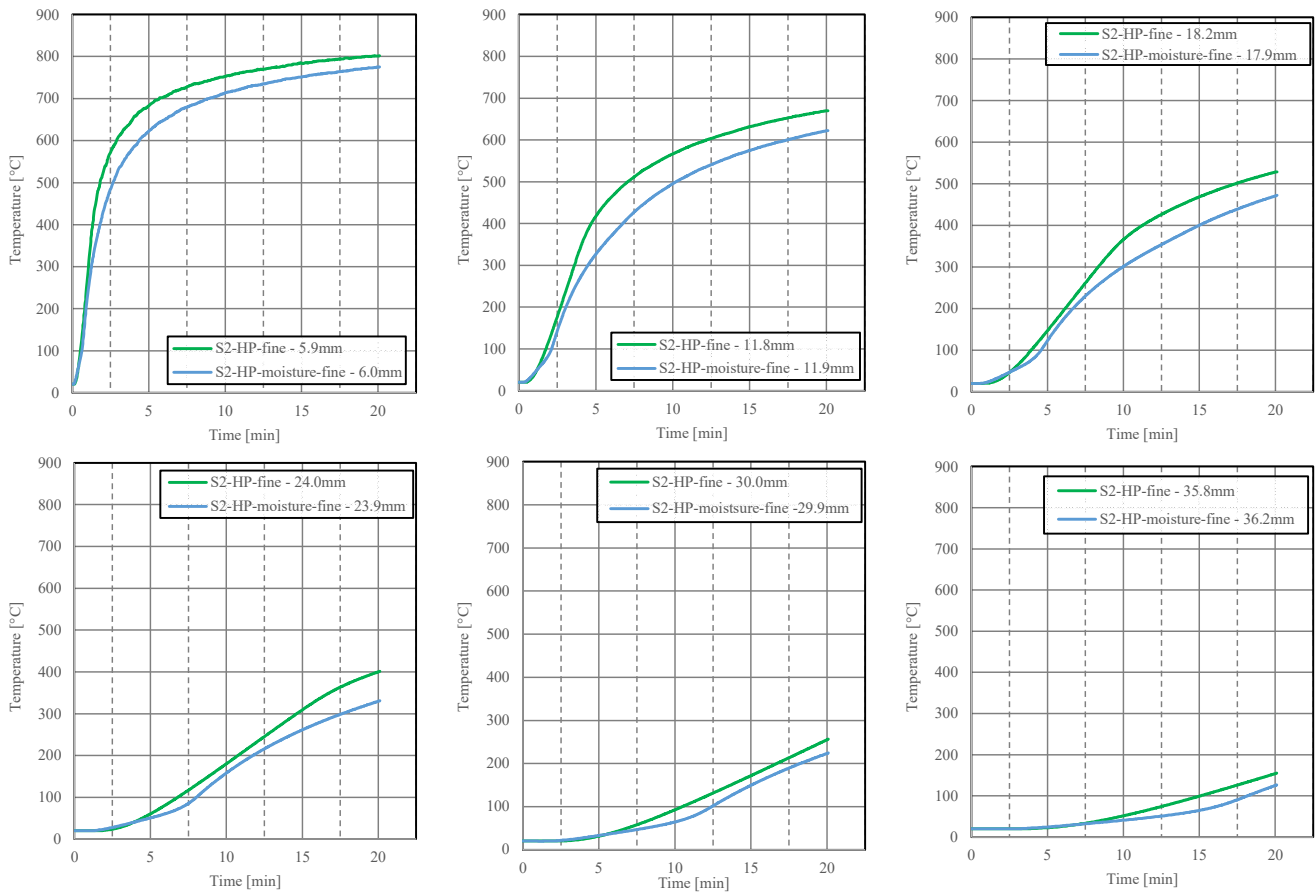 900
800
700
600
500
400
300
200
100
0
Temperature [°C]
S2-HP-fine - 5.9mm
S2-HP-moisture-fine - 6.0mm
0 5 10 15 20
Time [min]
900
800
700
600
500
400
300
200
100
0
Temperature [°C]
S2-HP-fine - 11.8mm
S2-HP-moisture-fine - 11.9mm
0 5 10 15 20
Time [min]
900
800
700
600
500
400
300
200
100
0
Temperature [°C]
S2-HP-fine - 18.2mm
S2-HP-moisture-fine - 17.9mm
0 5 10 15 20
Time [min]
900
800
700
600
500
400
300
200
100
0
Temperature [°C]
S2-HP-fine - 24.0mm
S2-HP-moisture-fine - 23.9mm
0 5 10 15 20
Time [min]
900
800
700
600
500
400
300
200
100
0
Temperature [°C]
S2-HP-fine - 30.0mm
S2-HP-moistsure-fine -29.9mm
0 5 10 15 20
Time [min]
900
800
700
600
500
400
300
200
100
0
Temperature [°C]
S2-HP-fine - 35.8mm
S2-HP-moisture-fine - 36.2mm
0 5 10 15 20
Time [min]